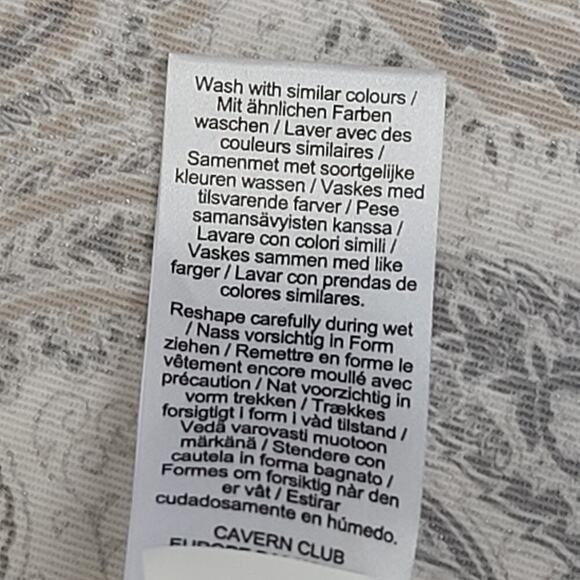 Wash with similar colours /
Mit ähnlichen Farben
waschen / Laver avec des
couleurs similaires /
Samenmet met soortgelijke
kleuren wassen / Vaskes med
tilsvarende farver / Pese
samansävyisten kanssa /
Lavare con colori simili /
Vaskes sammen med like
farger / Lavar con prendas de
colores similares.
Reshape carefully during wet
/ Nass vorsichtig in Form
ziehen / Remettre en forme le
vêtement encore moullé avec
précaution / Nat voorzichtig in
vorm trekken / Trækkes
forsigtigt i form i våd tilstand /
Vedä varovasti muotoon
märkänä / Stendere con
cautela in forma bagnato /
Formes om forsiktig når den
er våt / Estirar
cudadosamente en húmedo.
CAVERN CLUB